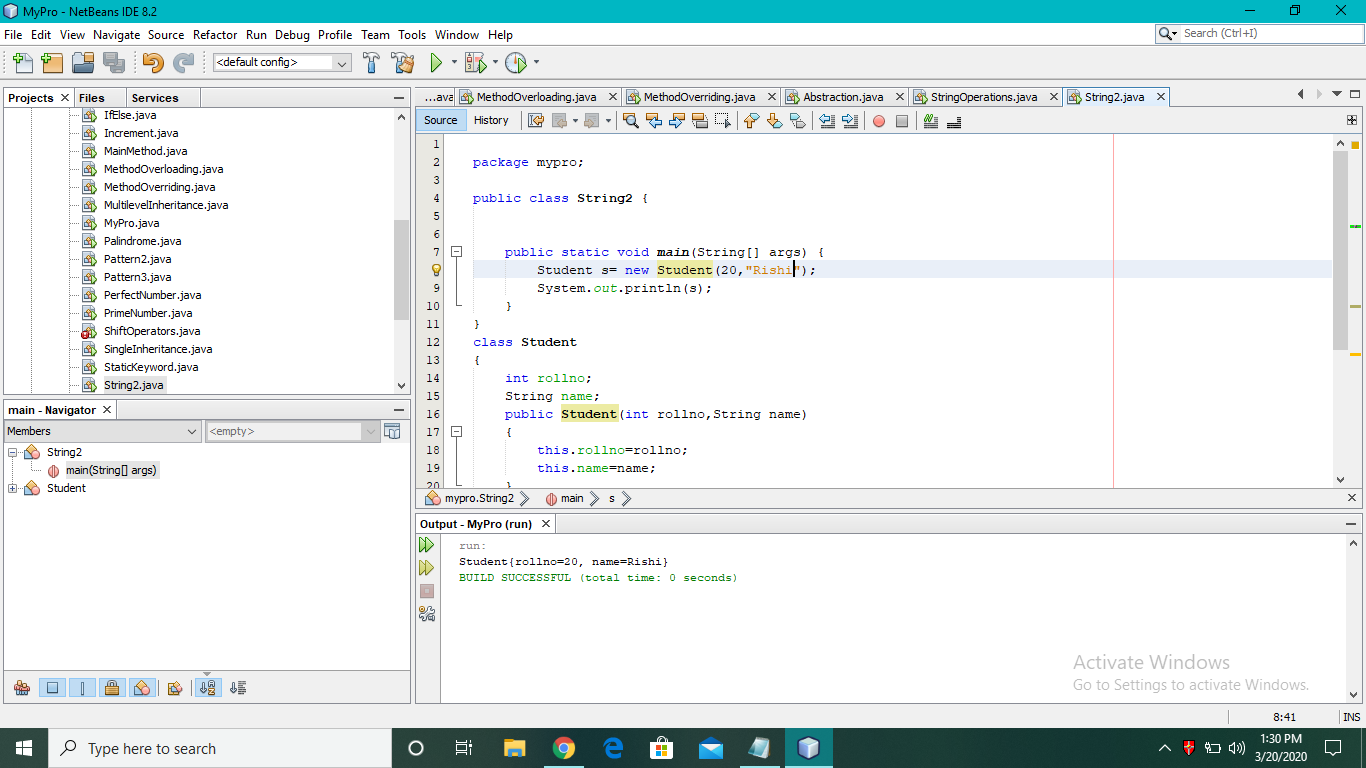 MyPro - NetBeans IDE 8.2
File Edit View Navigate Source Refactor Run Debug Profile Team Tools Window Help
Search (Ctrl+I)
<default config>
Projects Files Services
IfElse.java
Increment.java
MainMethod.java
MethodOverloading.java
MethodOverriding.java
MultilevelInheritance.java
MyPro.java
Palindrome.java
Pattern2.java
Pattern3.java
PerfectNumber.java
PrimeNumber.java
ShiftOperators.java
SingleInheritance.java
StaticKeyword.java
String2.java
main - Navigator
Members <empty>
String2
main(String[] args)
Student
...ava MethodOverloading.java MethodOverriding.java Abstraction.java StringOperations.java String2.java
Source History
1
2 package mypro;
3
4 public class String2 {
5
6
7 public static void main(String[] args) {
Student s= new Student(20,"Rishi");
9 System.out.println(s);
10 }
11 }
12 class Student
13 {
14 int rollno;
15 String name;
16 public Student(int rollno,String name)
17 {
18 this.rollno=rollno;
19 this.name=name;
20 }
mypro.String2 main s
Output - MyPro (run)
run:
Student{rollno=20, name=Rishi}
BUILD SUCCESSFUL (total time: 0 seconds)
Activate Windows
Go to Settings to activate Windows.
8:41 INS
Type here to search
1:30 PM
3/20/2020